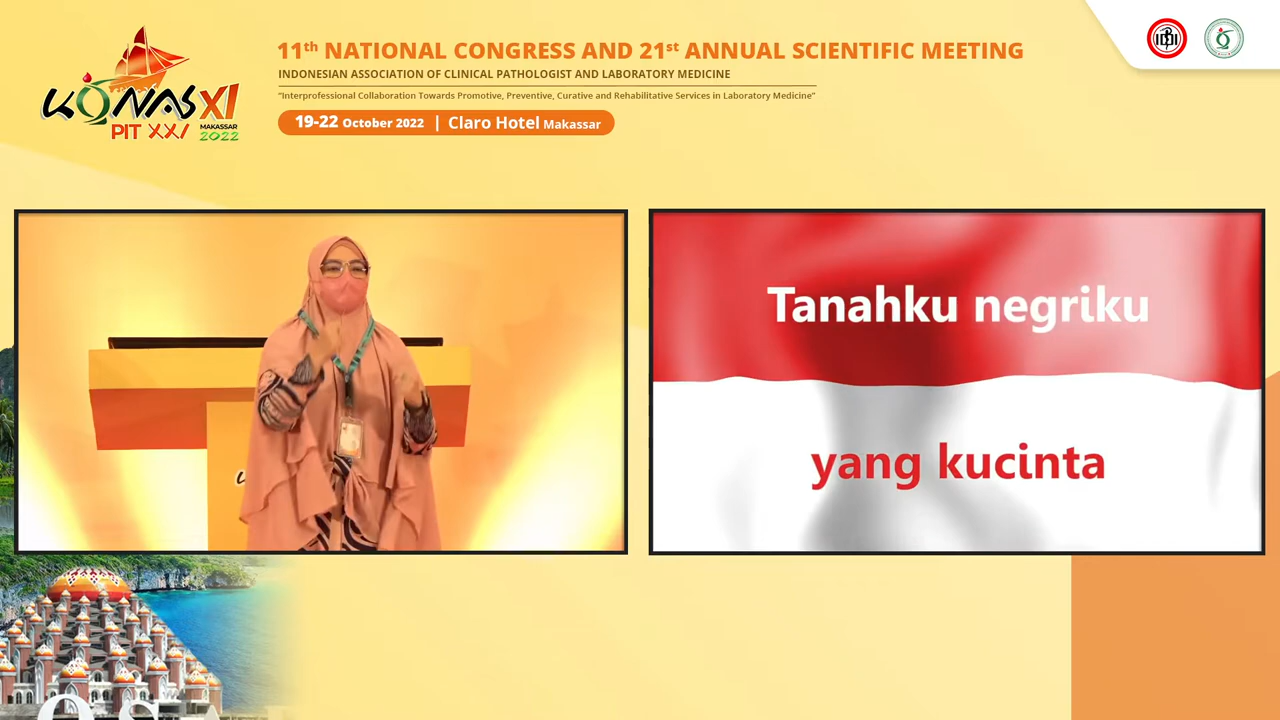 11th NATIONAL CONGRESS AND 21st ANNUAL SCIENTIFIC MEETING
INDONESIAN ASSOCIATION OF CLINICAL PATHOLOGIST AND LABORATORY MEDICINE
"Interprofessional Collaboration Towards Promotive, Preventive, Curative and Rehabilitative Services in Laboratory Medicine"
19-22 October 2022 | Claro Hotel Makassar
KONAS XI
PIT XXI
MAKASSAR
2022
IDI
Tanahku negriku
yang kucinta